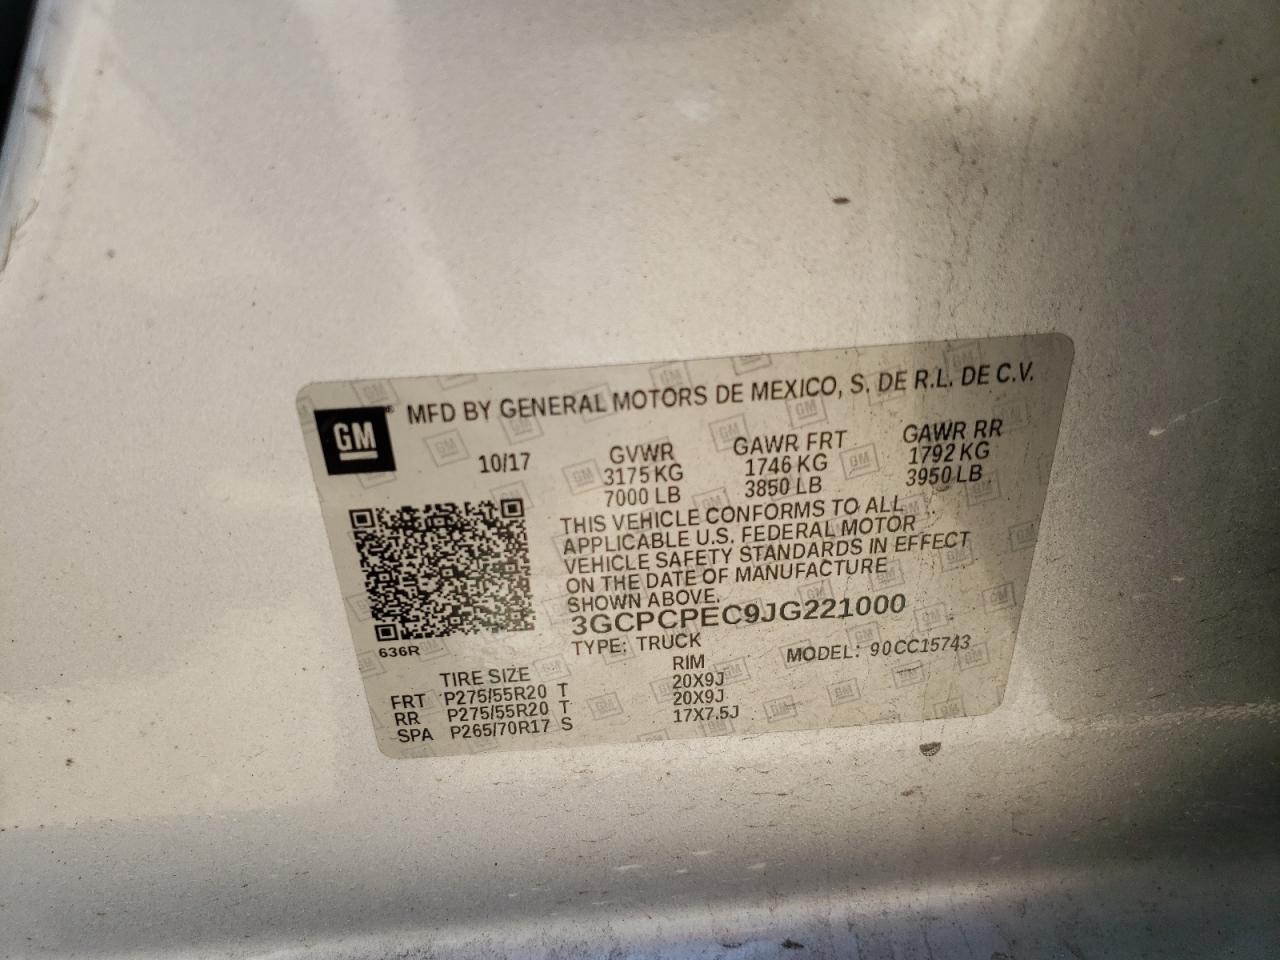 GM
MFD BY GENERAL MOTORS DE MEXICO, S. DE R.L. DE C.V.
10/17
GVWR GAWR FRT GAWR RR
3175 KG 1746 KG 1792 KG
7000 LB 3850 LB 3950 LB
THIS VEHICLE CONFORMS TO ALL
APPLICABLE U.S. FEDERAL MOTOR
VEHICLE SAFETY STANDARDS IN EFFECT
ON THE DATE OF MANUFACTURE
SHOWN ABOVE.
3GCPCPEC9JG221000
636R
TYPE: TRUCK MODEL: 90CC15743
TIRE SIZE RIM
FRT P275/55R20 T 20X9J
RR P275/55R20 T 20X9J
SPA P265/70R17 S 17X7.5J